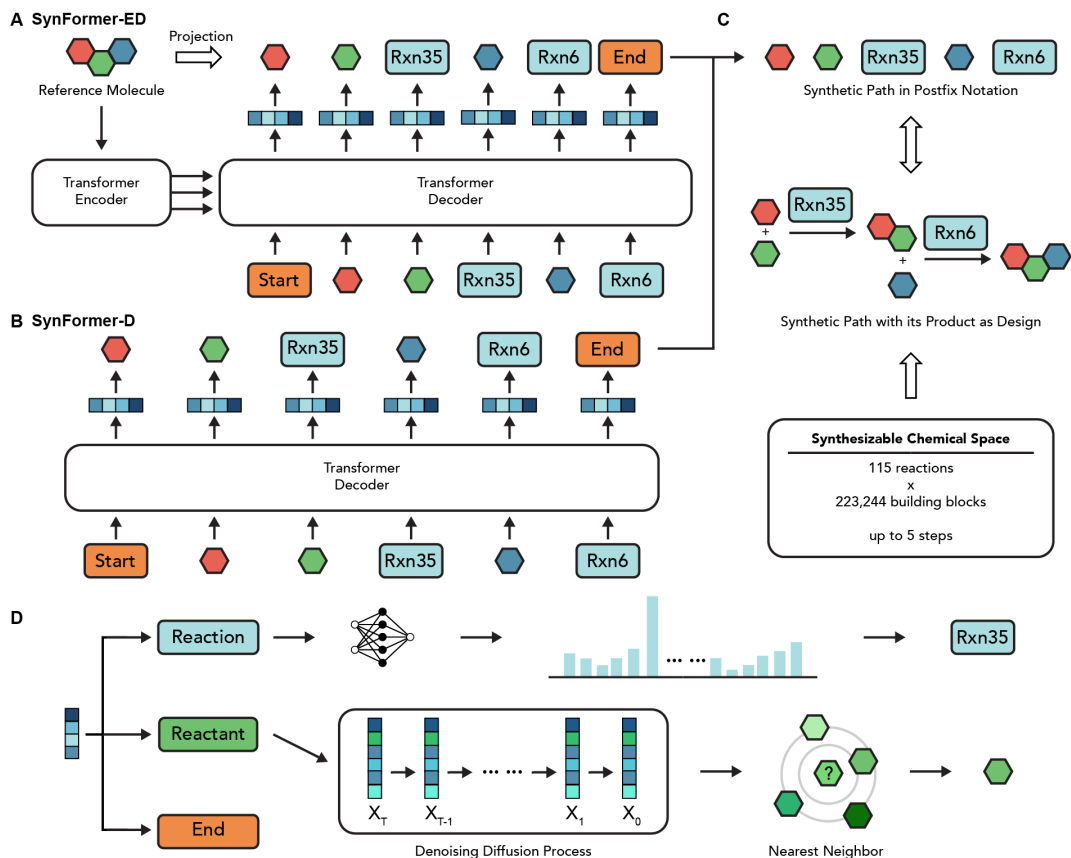 A SynFormer-ED
Projection
Reference Molecule
Rxn35
Rxn6
End
Transformer
Encoder
Transformer
Decoder
Start
Rxn35
Rxn6
B SynFormer-D
Rxn35
Rxn6
End
Transformer
Decoder
Start
Rxn35
Rxn6
C
Rxn35
Rxn6
Synthetic Path in Postfix Notation
Rxn35
+
Rxn6
+
Synthetic Path with its Product as Design
Synthesizable Chemical Space
115 reactions
x
223,244 building blocks
up to 5 steps
D
Reaction
Rxn35
Reactant
?
X_T
X_T-1
X_1
X_0
End
Denoising Diffusion Process
Nearest Neighbor